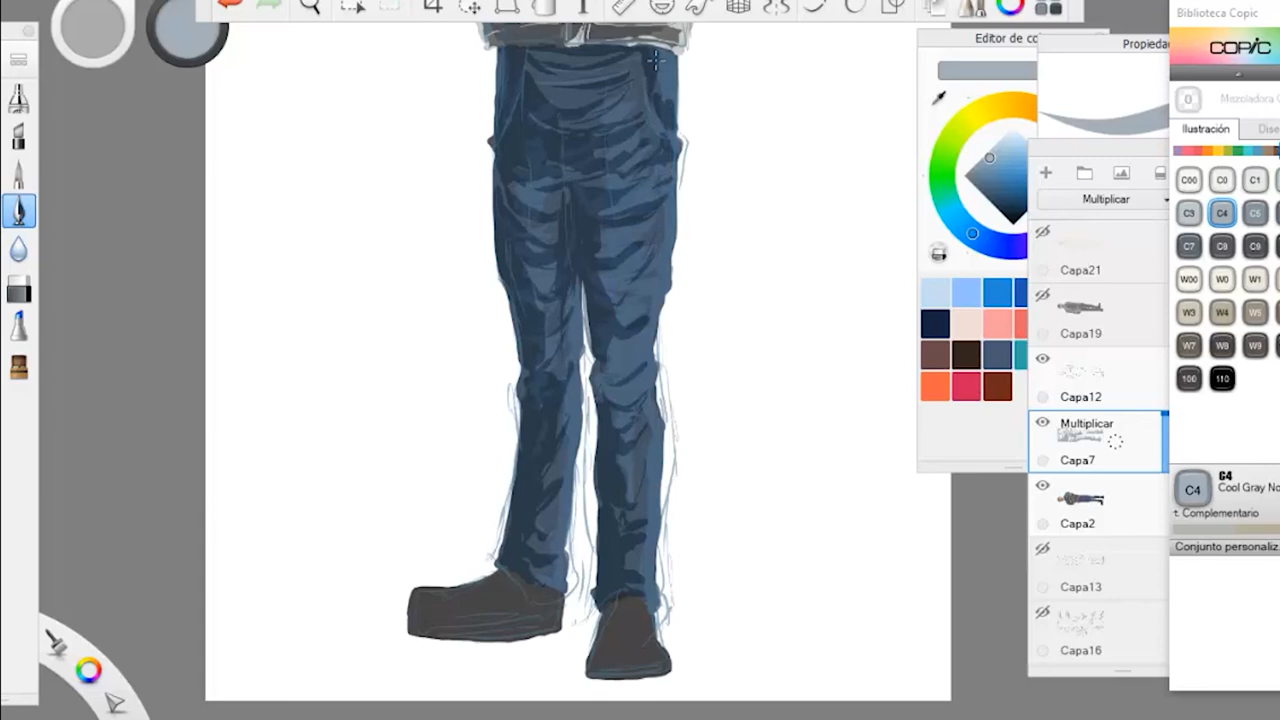 Biblioteca Copic
Editor de co
Propiedad
COPIC
0
Mezcladora C
Ilustración
Dise
C00 C0 C1
Multiplicar
C3 C4 C5
C7 C8 C9
Capa21
W00 W0 W1
W3 W4 W5
Capa19
W7 W8 W9
100 110
Capa12
Multiplicar
Capa7
C4
C4
Cool Gray No
t. Complementario
Capa2
Conjunto personaliz
Capa13
Capa16